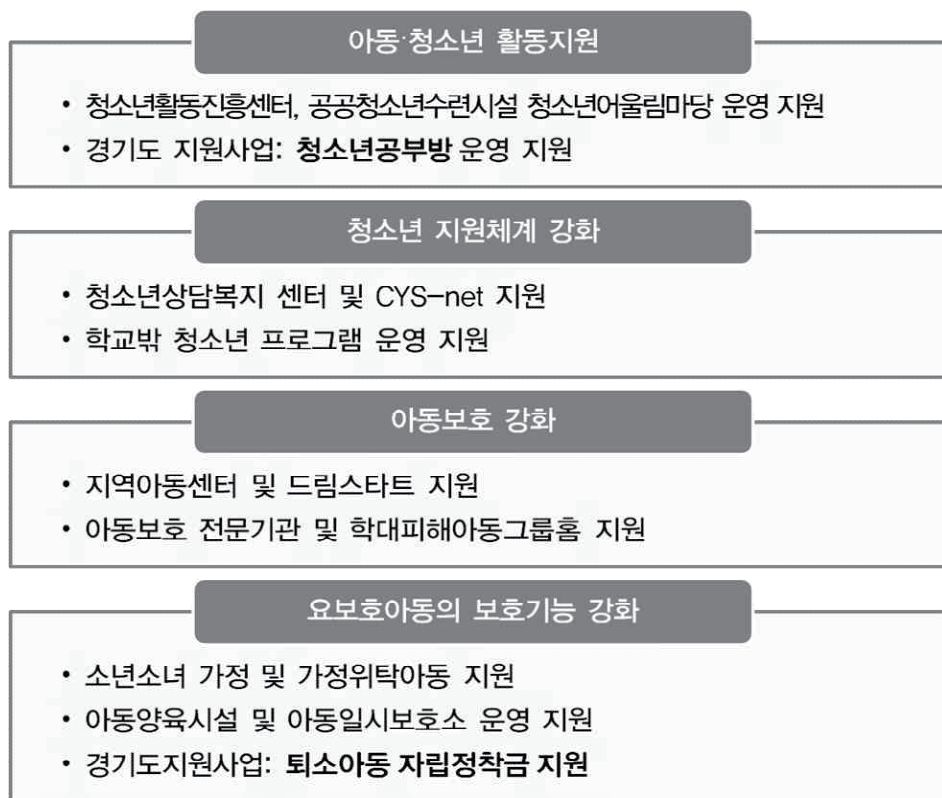 아동·청소년 활동지원
• 청소년활동진흥센터, 공공청소년수련시설 청소년어울림마당 운영 지원
• 경기도 지원사업: 청소년공부방 운영 지원
청소년 지원체계 강화
• 청소년상담복지 센터 및 CYS-net 지원
• 학교밖 청소년 프로그램 운영 지원
아동보호 강화
• 지역아동센터 및 드림스타트 지원
• 아동보호 전문기관 및 학대피해아동그룹홈 지원
요보호아동의 보호기능 강화
• 소년소녀 가정 및 가정위탁아동 지원
• 아동양육시설 및 아동일시보호소 운영 지원
• 경기도지원사업: 퇴소아동 자립정착금 지원